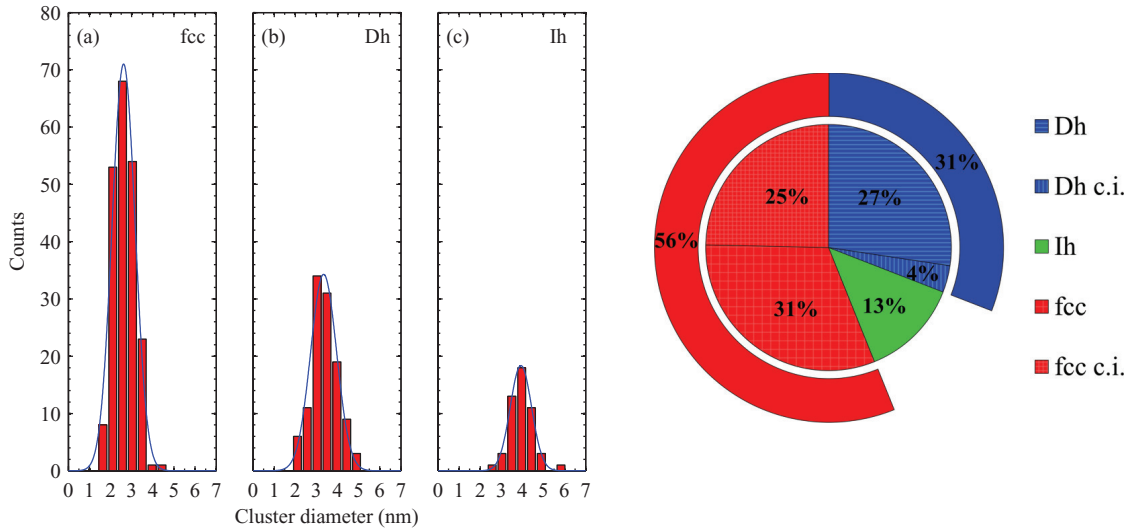 80
70
60
50
40
30
20
10
0
Counts
(a) fcc
(b) Dh
(c) Ih
0 1 2 3 4 5 6 7
0 1 2 3 4 5 6 7
0 1 2 3 4 5 6 7
Cluster diameter (nm)
31%
27%
4%
13%
31%
25%
56%
Dh
Dh c.i.
Ih
fcc
fcc c.i.